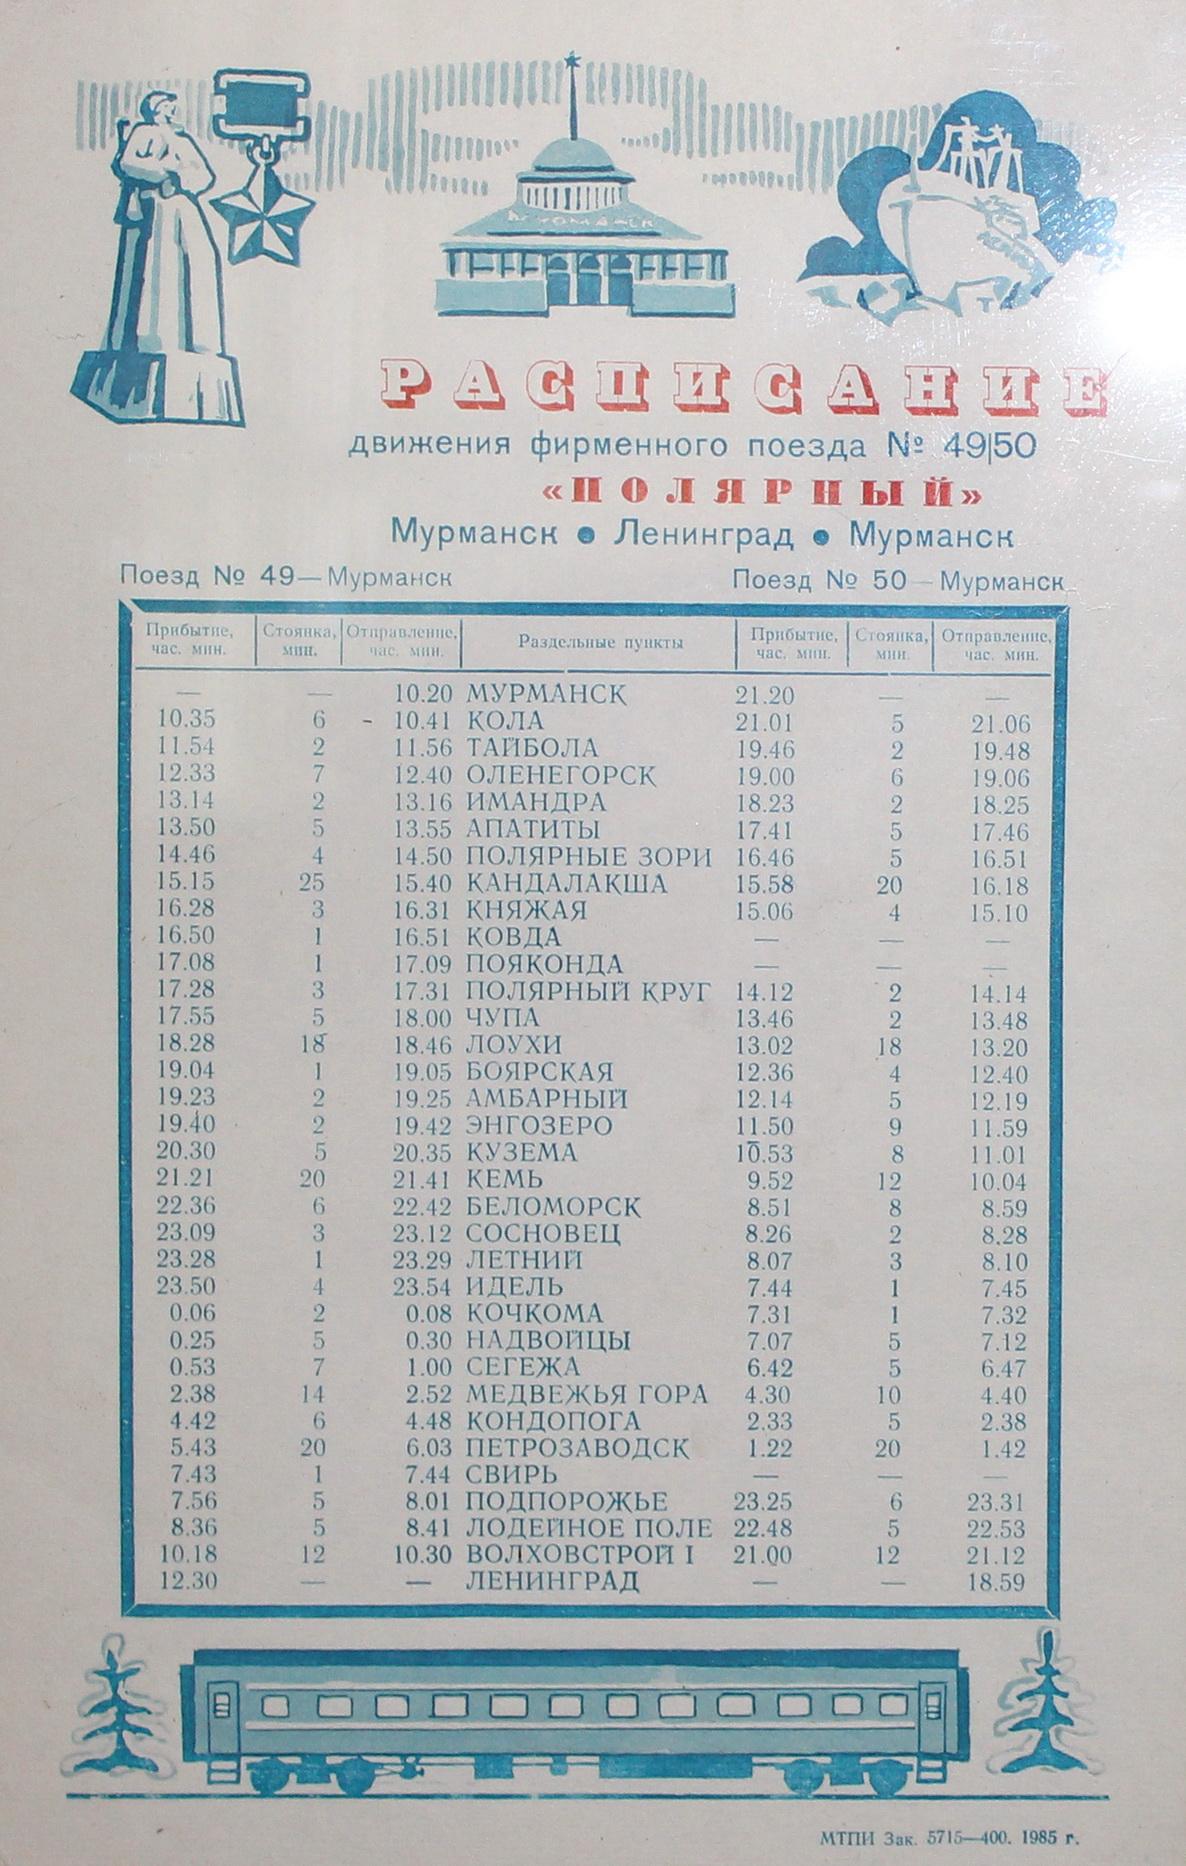 РАСПИСАНИЕ
движения фирменного поезда № 49|50
«ПОЛЯРНЫЙ»
Мурманск • Ленинград • Мурманск
Поезд № 49—Мурманск Поезд № 50—Мурманск
Прибытие, Стоянка, Отправление, Раздельные пункты Прибытие, Стоянка, Отправление,
час. мин. мин. час. мин. час. мин. мин. час. мин.
— — 10.20 МУРМАНСК 21.20 — —
10.35 6 - 10.41 КОЛА 21.01 5 21.06
11.54 2 11.56 ТАЙБОЛА 19.46 2 19.48
12.33 7 12.40 ОЛЕНЕГОРСК 19.00 6 19.06
13.14 2 13.16 ИМАНДРА 18.23 2 18.25
13.50 5 13.55 АПАТИТЫ 17.41 5 17.46
14.46 4 14.50 ПОЛЯРНЫЕ ЗОРИ 16.46 5 16.51
15.15 25 15.40 КАНДАЛАКША 15.58 20 16.18
16.28 3 16.31 КНЯЖАЯ 15.06 4 15.10
16.50 1 16.51 КОВДА — — —
17.08 1 17.09 ПОЯКОНДА — — —
17.28 3 17.31 ПОЛЯРНЫЙ КРУГ 14.12 2 14.14
17.55 5 18.00 ЧУПА 13.46 2 13.48
18.28 18 18.46 ЛОУХИ 13.02 18 13.20
19.04 1 19.05 БОЯРСКАЯ 12.36 4 12.40
19.23 2 19.25 АМБАРНЫЙ 12.14 5 12.19
19.40 2 19.42 ЭНГОЗЕРО 11.50 9 11.59
20.30 5 20.35 КУЗЕМА 10.53 8 11.01
21.21 20 21.41 КЕМЬ 9.52 12 10.04
22.36 6 22.42 БЕЛОМОРСК 8.51 8 8.59
23.09 3 23.12 СОСНОВЕЦ 8.26 2 8.28
23.28 1 23.29 ЛЕТНИЙ 8.07 3 8.10
23.50 4 23.54 ИДЕЛЬ 7.44 1 7.45
0.06 2 0.08 КОЧКОМА 7.31 1 7.32
0.25 5 0.30 НАДВОЙЦЫ 7.07 5 7.12
0.53 7 1.00 СЕГЕЖА 6.42 5 6.47
2.38 14 2.52 МЕДВЕЖЬЯ ГОРА 4.30 10 4.40
4.42 6 4.48 КОНДОПОГА 2.33 5 2.38
5.43 20 6.03 ПЕТРОЗАВОДСК 1.22 20 1.42
7.43 1 7.44 СВИРЬ — — —
7.56 5 8.01 ПОДПОРОЖЬЕ 23.25 6 23.31
8.36 5 8.41 ЛОДЕЙНОЕ ПОЛЕ 22.48 5 22.53
10.18 12 10.30 ВОЛХОВСТРОЙ I 21.00 12 21.12
12.30 — — ЛЕНИНГРАД — — 18.59
МТПИ Зак. 5715—400. 1985 г.